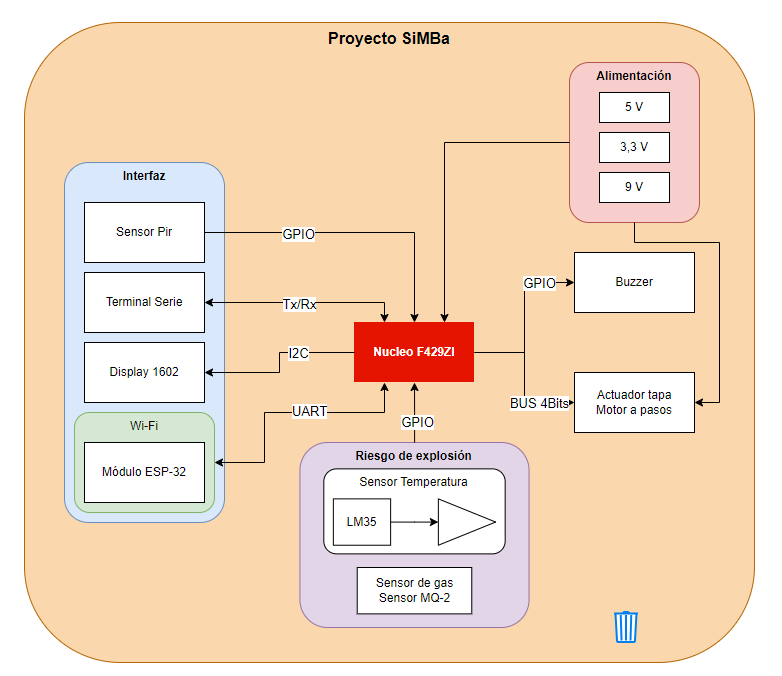 Proyecto SiMBa
Alimentación
5 V
3,3 V
9 V
Interfaz
Sensor Pir
GPIO
Terminal Serie
Tx/Rx
Display 1602
I2C
Wi-Fi
Módulo ESP-32
UART
Nucleo F429ZI
GPIO
Buzzer
BUS 4Bits
Actuador tapa
Motor a pasos
GPIO
Riesgo de explosión
Sensor Temperatura
LM35
Sensor de gas
Sensor MQ-2